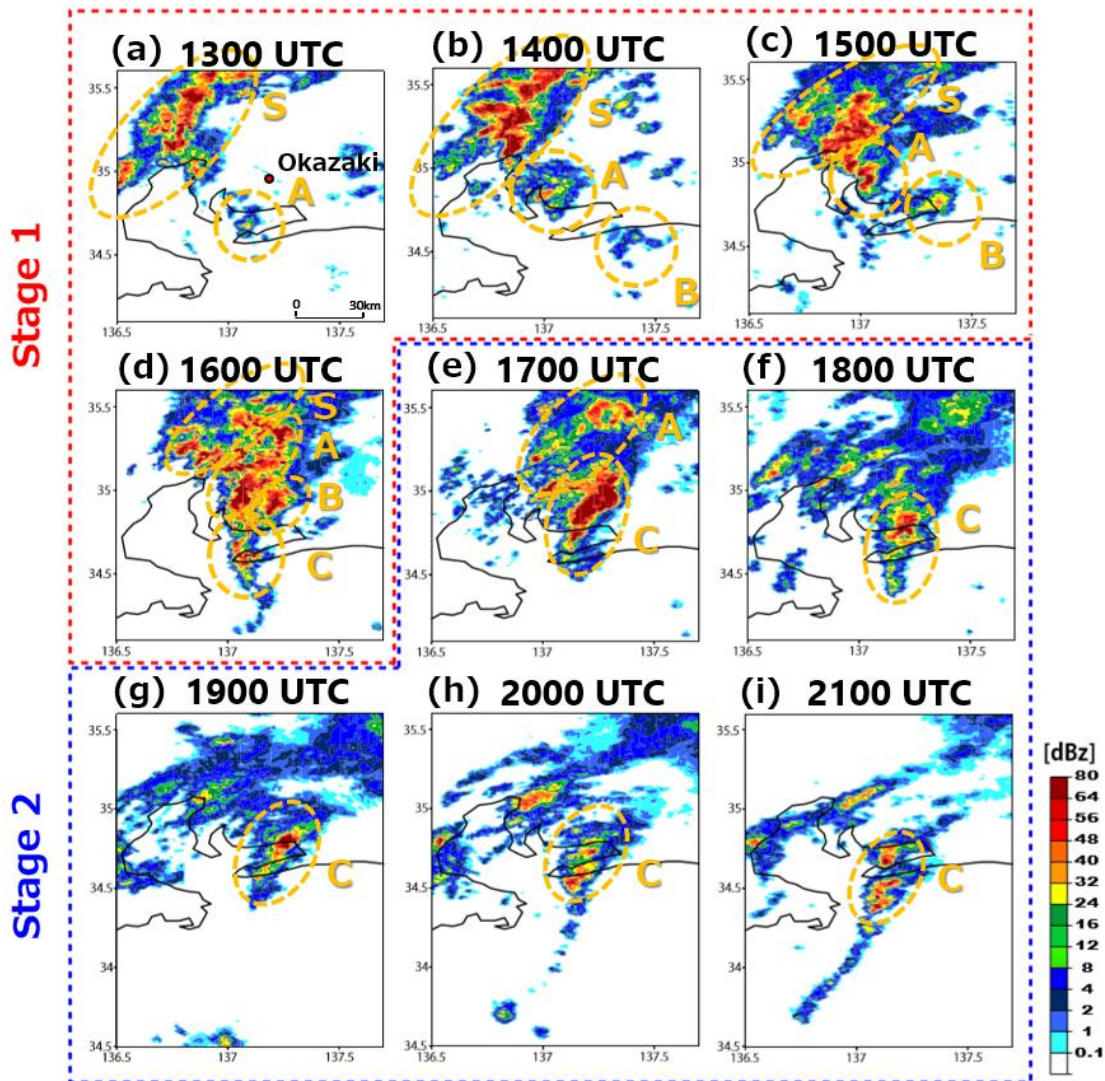 Stage 1
(a) 1300 UTC
35.5
35
34.5
136.5
137
137.5
S
Okazaki
A
0
30km
(b) 1400 UTC
35.5
35
34.5
136.5
137
137.5
S
A
B
(c) 1500 UTC
35.5
35
34.5
136.5
137
137.5
S
A
B
(d) 1600 UTC
35.5
35
34.5
136.5
137
137.5
S
A
B
C
(e) 1700 UTC
35.5
35
34.5
136.5
137
137.5
A
C
(f) 1800 UTC
35.5
35
34.5
136.5
137
137.5
C
Stage 2
(g) 1900 UTC
35.5
35
34.5
34
34.5
136.5
137
137.5
C
(h) 2000 UTC
35.5
35
34.5
34
34.5
136.5
137
137.5
C
(i) 2100 UTC
35.5
35
34.5
34
34.5
136.5
137
137.5
C
[dBz]
80
64
56
48
40
32
24
16
12
8
4
2
1
0.1